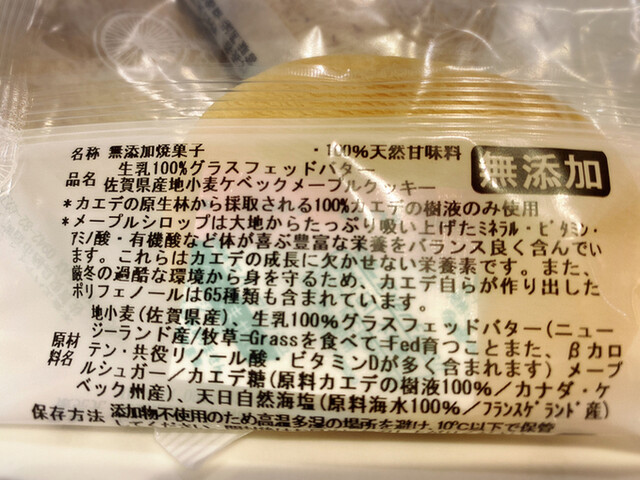 名称 無添加焼菓子 ・100%天然甘味料
無添加
生乳100%グラスフェッドバター
品名 佐賀県産地小麦ケベックメープルクッキー
*カエデの原生林から採取される100%カエデの樹液のみ使用
*メープルシロップは大地からたっぷり吸い上げたミネラル・ビタミン・
アミノ酸・有機酸など体が喜ぶ豊富な栄養をバランス良く含んでい
ます。これらはカエデの成長に欠かせない栄養素です。また、
厳冬の過酷な環境から身を守るため、カエデ自らが作り出した
ポリフェノールは65種類も含まれています。
原材料名 地小麦(佐賀県産)、生乳100%グラスフェッドバター(ニュー
ジーランド産/牧草=Grassを食べて=Fed育つことまた、βカロ
テン・共役リノール酸・ビタミンDが多く含まれます)メープ
ルシュガー/カエデ糖(原料カエデの樹液100%/カナダ・ケ
ベック州産)、天日自然海塩(原料海水100%/フランスゲランド産)
保存方法 添加物不使用のため高温多湿の場所を避け、10℃以下で保管
してください